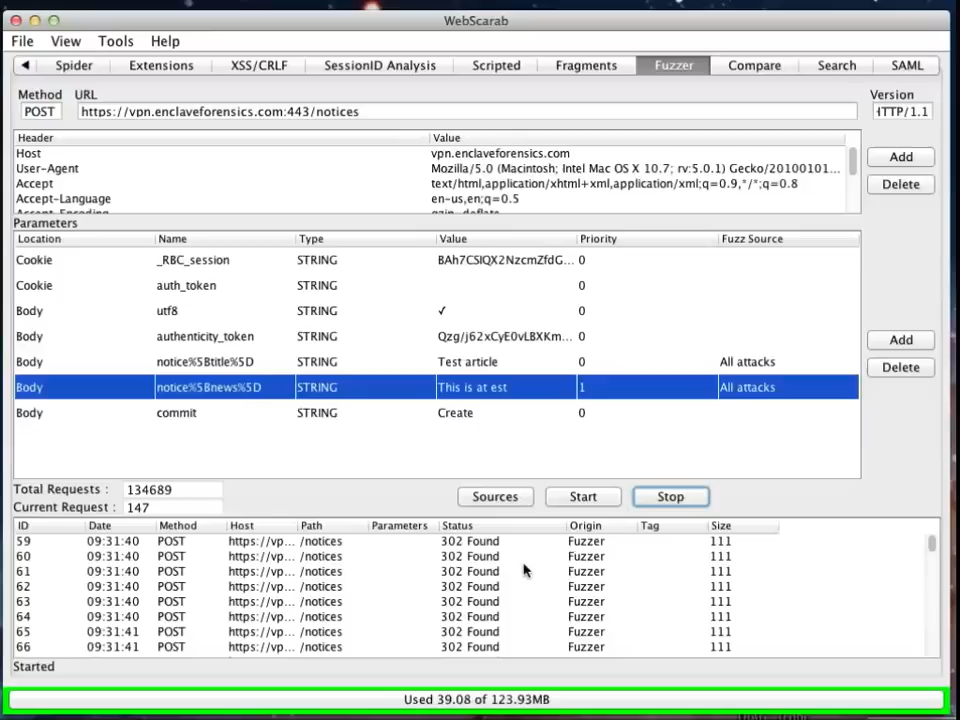 WebScarab
File View Tools Help
Spider Extensions XSS/CRLF SessionID Analysis Scripted Fragments Fuzzer Compare Search SAML
Method URL Version
POST https://vpn.enclaveforensics.com:443/notices HTTP/1.1
Header Value
Host vpn.enclaveforensics.com
User-Agent Mozilla/5.0 (Macintosh; Intel Mac OS X 10.7; rv:5.0.1) Gecko/20100101...
Accept text/html,application/xhtml+xml,application/xml;q=0.9,*/*;q=0.8
Accept-Language en-us,en;q=0.5
Accept-Encoding gzip, deflate
Add
Delete
Parameters
Location Name Type Value Priority Fuzz Source
Cookie _RBC_session STRING BAh7CSIQX2NzcmZfdG... 0
Cookie auth_token STRING 0
Body utf8 STRING ✓ 0
Body authenticity_token STRING Qzg/j62xCyE0vLBXKm... 0
Body notice%5Btitle%5D STRING Test article 0 All attacks
Body notice%5Bnews%5D STRING This is at est 1 All attacks
Body commit STRING Create 0
Add
Delete
Total Requests : 134689
Current Request : 147
Sources Start Stop
ID Date Method Host Path Parameters Status Origin Tag Size
59 09:31:40 POST https://vp... /notices 302 Found Fuzzer 111
60 09:31:40 POST https://vp... /notices 302 Found Fuzzer 111
61 09:31:40 POST https://vp... /notices 302 Found Fuzzer 111
62 09:31:40 POST https://vp... /notices 302 Found Fuzzer 111
63 09:31:40 POST https://vp... /notices 302 Found Fuzzer 111
64 09:31:40 POST https://vp... /notices 302 Found Fuzzer 111
65 09:31:41 POST https://vp... /notices 302 Found Fuzzer 111
66 09:31:41 POST https://vp... /notices 302 Found Fuzzer 111
Started
Used 39.08 of 123.93MB